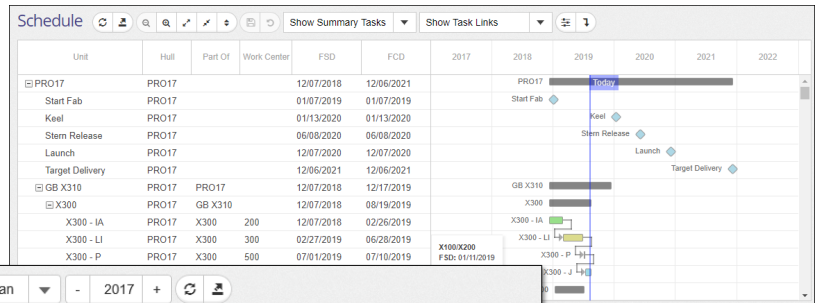 Schedule Show Summary Tasks Show Task Links
Unit Hull Part Of Work Center FSD FCD 2017 2018 2019 2020 2021 2022
PRO17 PRO17 12/07/2018 12/06/2021 PRO17 Today
Start Fab PRO17 01/07/2019 01/07/2019 Start Fab
Keel PRO17 01/13/2020 01/13/2020 Keel
Stern Release PRO17 06/08/2020 06/08/2020 Stern Release
Launch PRO17 12/07/2020 12/07/2020 Launch
Target Delivery PRO17 12/06/2021 12/06/2021 Target Delivery
GB X310 PRO17 PRO17 12/07/2018 12/17/2019 GB X310
X300 PRO17 GB X310 12/07/2018 08/19/2019 X300
X300 - IA PRO17 X300 200 12/07/2018 02/26/2019 X300 - IA
X300 - LI PRO17 X300 300 02/27/2019 06/28/2019 X300 - LI
X100/X200
X300 - P PRO17 X300 500 07/01/2019 07/10/2019 FSD: 01/11/2019 X300 - P
X300 - J
an - 2017 +